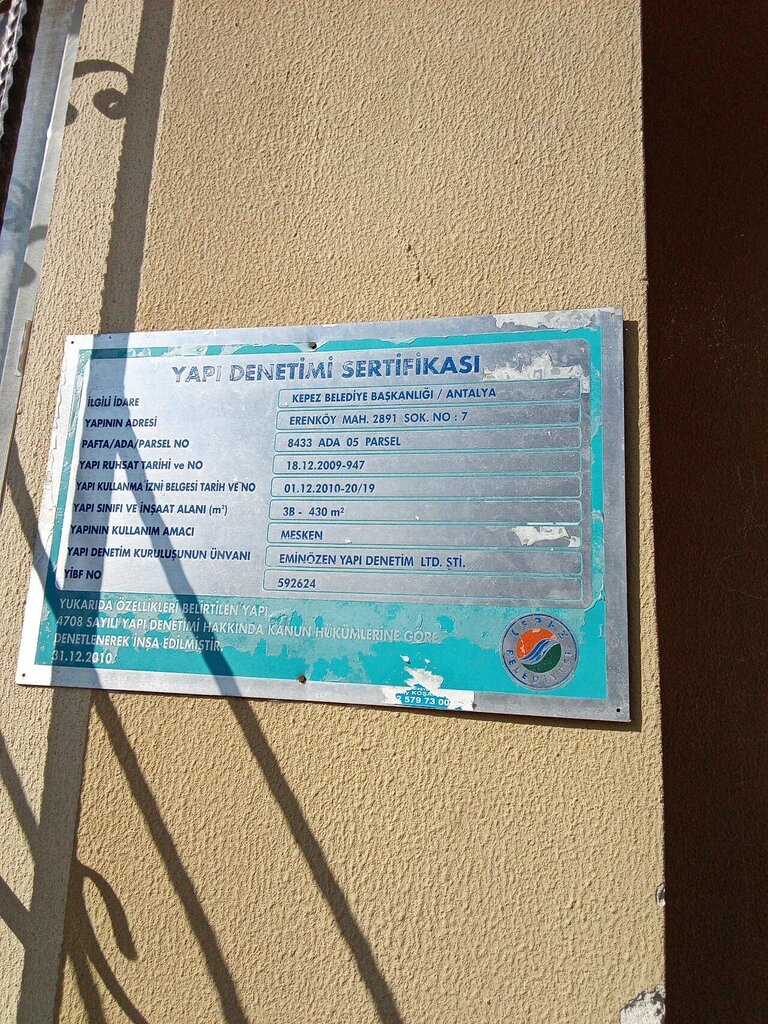 YAPI DENETİMİ SERTİFİKASI
İLGİLİ İDARE KEPEZ BELEDİYE BAŞKANLIĞI / ANTALYA
YAPININ ADRESİ ERENKÖY MAH. 2891 SOK. NO : 7
PAFTA/ADA/PARSEL NO 8433 ADA 05 PARSEL
YAPI RUHSAT TARİHİ ve NO 18.12.2009-947
YAPI KULLANMA İZNİ BELGESİ TARİH VE NO 01.12.2010-20/19
YAPI SINIFI VE İNŞAAT ALANI (m²) 3B - 430 m²
YAPININ KULLANIM AMACI MESKEN
YAPI DENETİM KURULUŞUNUN ÜNVANI EMİNÖZEN YAPI DENETİM LTD. ŞTİ.
YİBF NO 592624
YUKARIDA ÖZELLİKLERİ BELİRTİLEN YAPI,
4708 SAYILI YAPI DENETİMİ HAKKINDA KANUN HÜKÜMLERİNE GÖRE
DENETLENEREK İNŞA EDİLMİŞTİR.
31.12.2010
KEPEZ
BELEDİYESİ
2 579 73 00